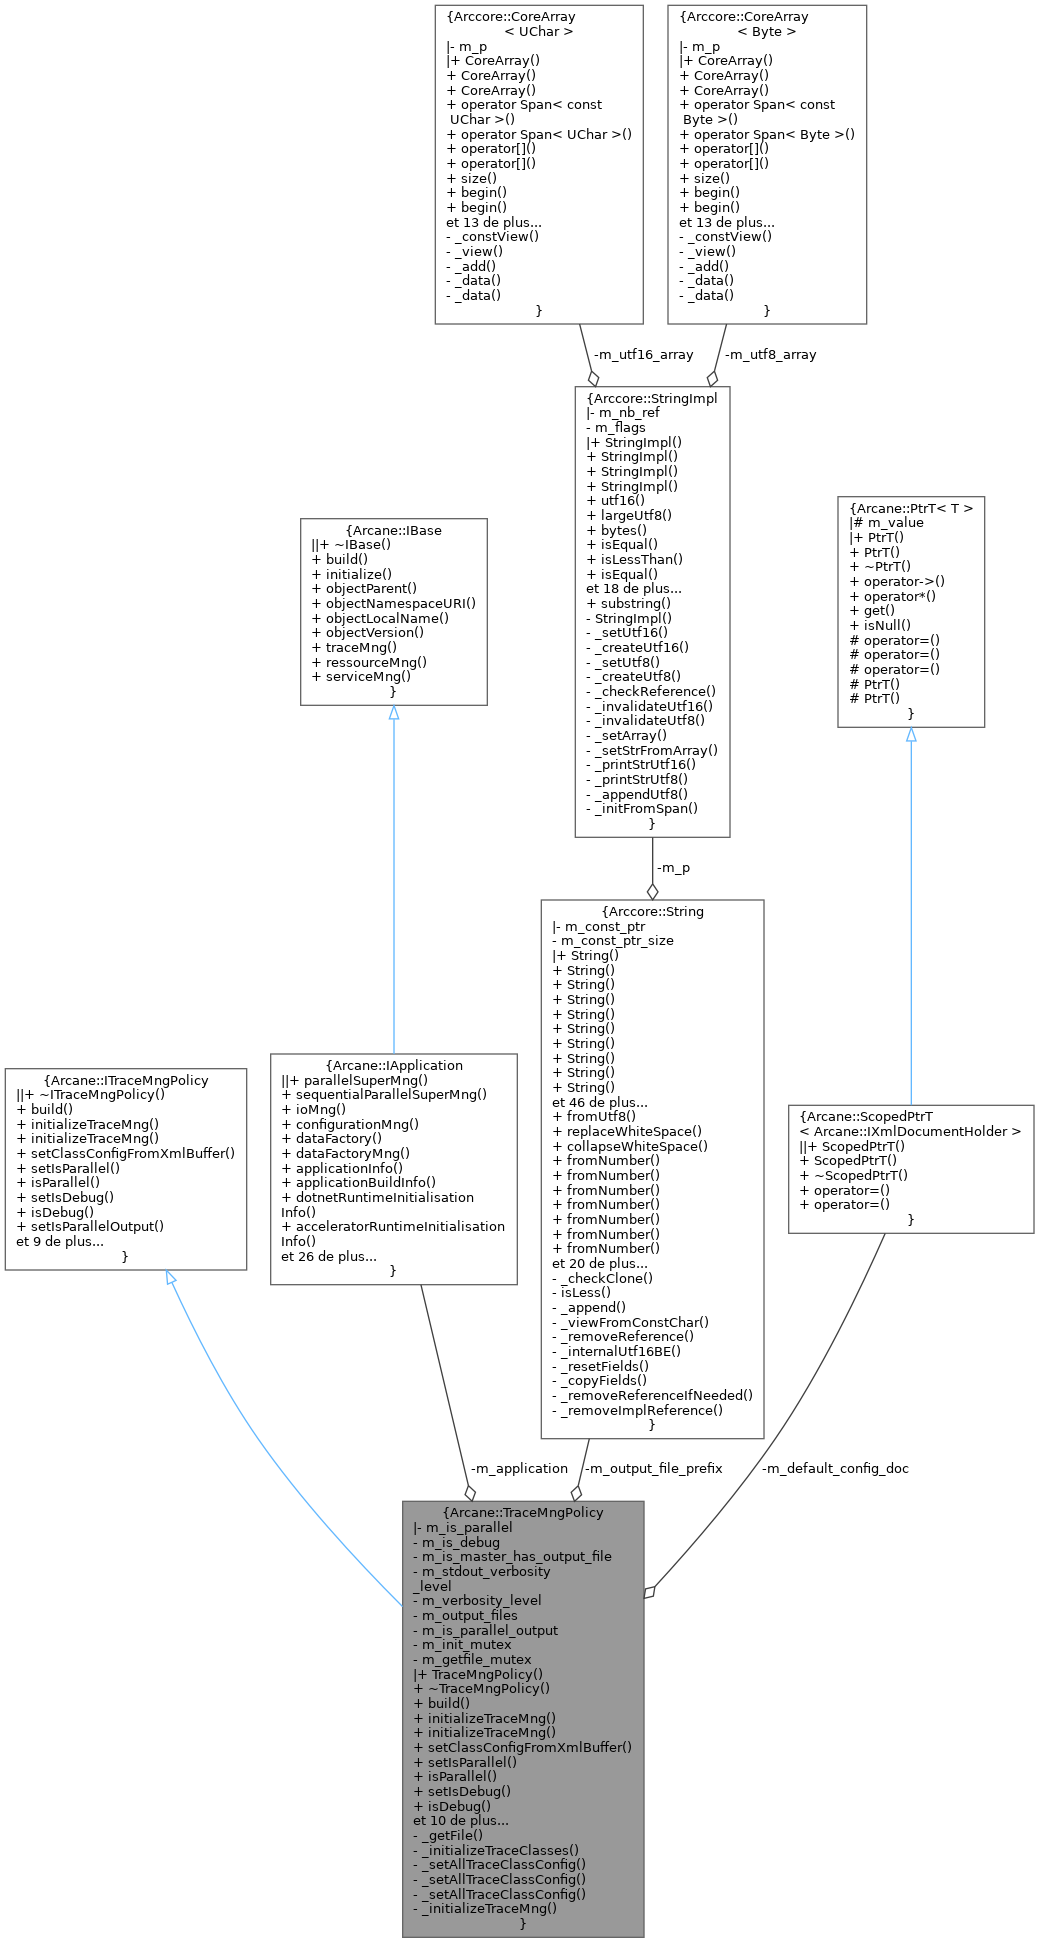 {Arccore::CoreArray
< UChar >
|- m_p
|+ CoreArray()
+ CoreArray()
+ CoreArray()
+ operator Span< const
UChar >()
+ operator Span< UChar >()
+ operator[]()
+ operator[]()
+ size()
+ begin()
+ begin()
et 13 de plus...
- _constView()
- _view()
- _add()
- _data()
- _data()
}
{Arccore::CoreArray
< Byte >
|- m_p
|+ CoreArray()
+ CoreArray()
+ CoreArray()
+ operator Span< const
Byte >()
+ operator Span< Byte >()
+ operator[]()
+ operator[]()
+ size()
+ begin()
+ begin()
et 13 de plus...
- _constView()
- _view()
- _add()
- _data()
- _data()
}
-m_utf16_array
-m_utf8_array
{Arccore::StringImpl
|- m_nb_ref
- m_flags
|+ StringImpl()
+ StringImpl()
+ StringImpl()
+ StringImpl()
+ utf16()
+ largeUtf8()
+ bytes()
+ isEqual()
+ isLessThan()
+ isEqual()
et 18 de plus...
+ substring()
- StringImpl()
- _setUtf16()
- _createUtf16()
- _setUtf8()
- _createUtf8()
- _checkReference()
- _invalidateUtf16()
- _invalidateUtf8()
- _setArray()
- _setStrFromArray()
- _printStrUtf16()
- _printStrUtf8()
- _appendUtf8()
- _initFromSpan()
}
{Arcane::IBase
||+ ~IBase()
+ build()
+ initialize()
+ objectParent()
+ objectNamespaceURI()
+ objectLocalName()
+ objectVersion()
+ traceMng()
+ ressourceMng()
+ serviceMng()
}
{Arcane::PtrT< T >
|# m_value
|+ PtrT()
+ PtrT()
+ ~PtrT()
+ operator->()
+ operator*()
+ get()
+ isNull()
# operator=()
# operator=()
# operator=()
# PtrT()
# PtrT()
}
-m_p
{Arccore::String
|- m_const_ptr
- m_const_ptr_size
|+ String()
+ String()
+ String()
+ String()
+ String()
+ String()
+ String()
+ String()
+ String()
+ String()
et 46 de plus...
+ fromUtf8()
+ replaceWhiteSpace()
+ collapseWhiteSpace()
+ fromNumber()
+ fromNumber()
+ fromNumber()
+ fromNumber()
+ fromNumber()
+ fromNumber()
+ fromNumber()
et 20 de plus...
- _checkClone()
- isLess()
- _append()
- _viewFromConstChar()
- _removeReference()
- _internalUtf16BE()
- _resetFields()
- _copyFields()
- _removeReferenceIfNeeded()
- _removeImplReference()
}
{Arcane::ITraceMngPolicy
||+ ~ITraceMngPolicy()
+ build()
+ initializeTraceMng()
+ initializeTraceMng()
+ setClassConfigFromXmlBuffer()
+ setIsParallel()
+ isParallel()
+ setIsDebug()
+ isDebug()
+ setIsParallelOutput()
et 9 de plus...
}
{Arcane::IApplication
||+ parallelSuperMng()
+ sequentialParallelSuperMng()
+ ioMng()
+ configurationMng()
+ dataFactory()
+ dataFactoryMng()
+ applicationInfo()
+ applicationBuildInfo()
+ dotnetRuntimeInitialisation
Info()
+ acceleratorRuntimeInitialisation
Info()
et 26 de plus...
}
{Arcane::ScopedPtrT
< Arcane::IXmlDocumentHolder >
||+ ScopedPtrT()
+ ScopedPtrT()
+ ~ScopedPtrT()
+ operator=()
+ operator=()
}
-m_application
-m_output_file_prefix
-m_default_config_doc
{Arcane::TraceMngPolicy
|- m_is_parallel
- m_is_debug
- m_is_master_has_output_file
- m_stdout_verbosity
_level
- m_verbosity_level
- m_output_files
- m_is_parallel_output
- m_init_mutex
- m_getfile_mutex
|+ TraceMngPolicy()
+ ~TraceMngPolicy()
+ build()
+ initializeTraceMng()
+ initializeTraceMng()
+ setClassConfigFromXmlBuffer()
+ setIsParallel()
+ isParallel()
+ setIsDebug()
+ isDebug()
et 10 de plus...
- _getFile()
- _initializeTraceClasses()
- _setAllTraceClassConfig()
- _setAllTraceClassConfig()
- _setAllTraceClassConfig()
- _initializeTraceMng()
}